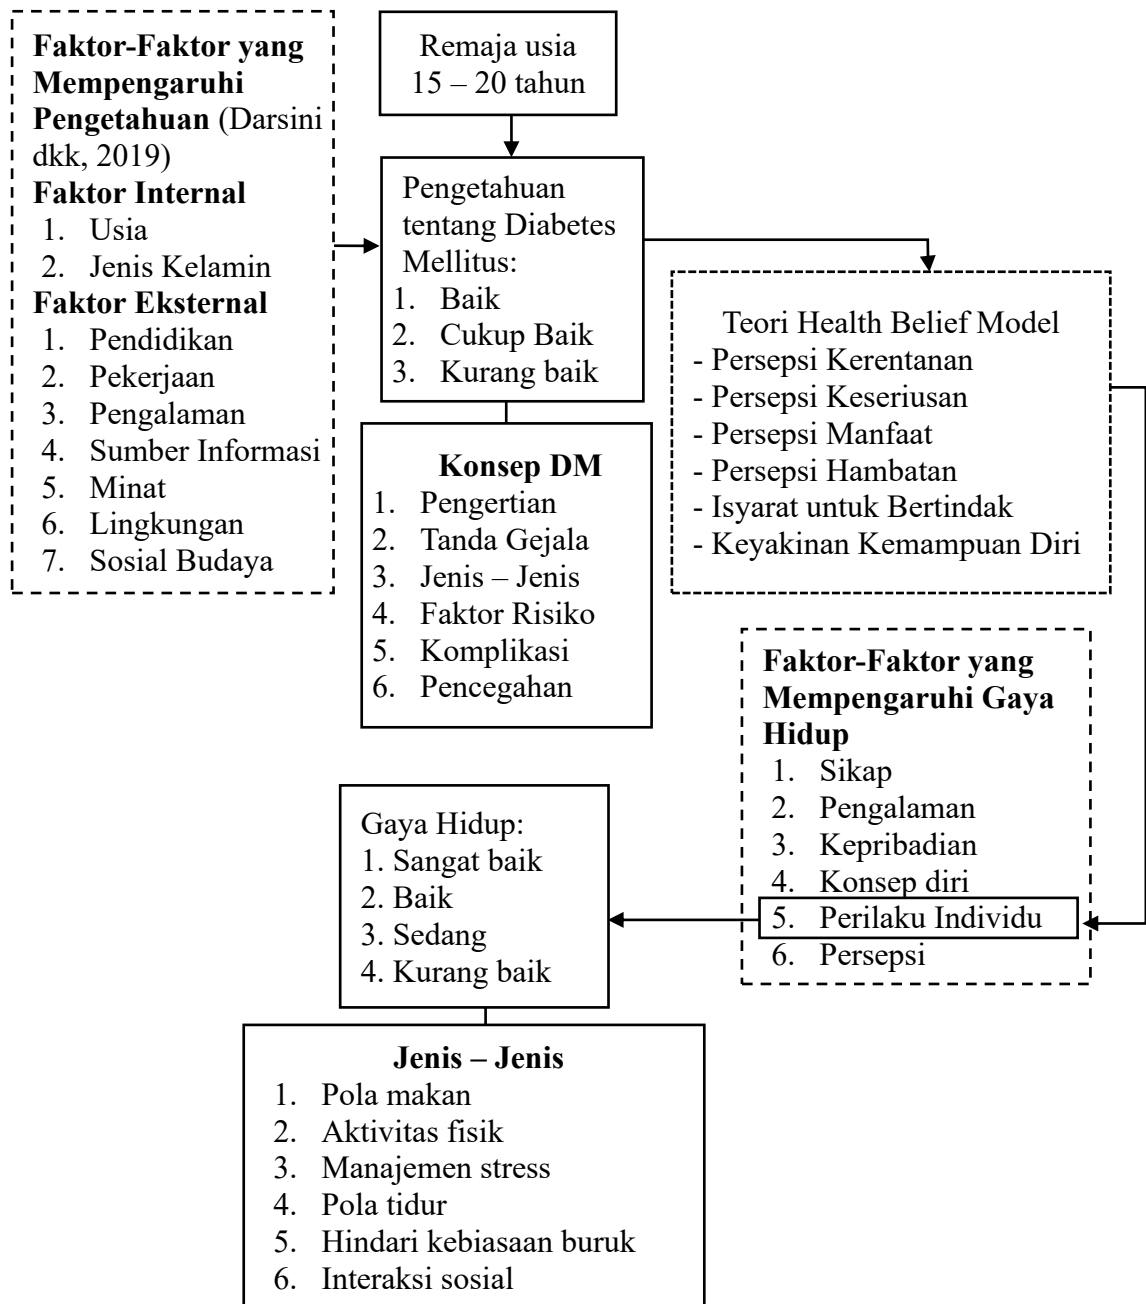 Faktor-Faktor yang
Mempengaruhi
Pengetahuan (Darsini
dkk, 2019)
Faktor Internal
1. Usia
2. Jenis Kelamin
Faktor Eksternal
1. Pendidikan
2. Pekerjaan
3. Pengalaman
4. Sumber Informasi
5. Minat
6. Lingkungan
7. Sosial Budaya
Remaja usia
15 – 20 tahun
Pengetahuan
tentang Diabetes
Mellitus:
1. Baik
2. Cukup Baik
3. Kurang baik
Konsep DM
1. Pengertian
2. Tanda Gejala
3. Jenis – Jenis
4. Faktor Risiko
5. Komplikasi
6. Pencegahan
Teori Health Belief Model
- Persepsi Kerentanan
- Persepsi Keseriusan
- Persepsi Manfaat
- Persepsi Hambatan
- Isyarat untuk Bertindak
- Keyakinan Kemampuan Diri
Faktor-Faktor yang
Mempengaruhi Gaya
Hidup
1. Sikap
2. Pengalaman
3. Kepribadian
4. Konsep diri
5. Perilaku Individu
6. Persepsi
Gaya Hidup:
1. Sangat baik
2. Baik
3. Sedang
4. Kurang baik
Jenis – Jenis
1. Pola makan
2. Aktivitas fisik
3. Manajemen stress
4. Pola tidur
5. Hindari kebiasaan buruk
6. Interaksi sosial